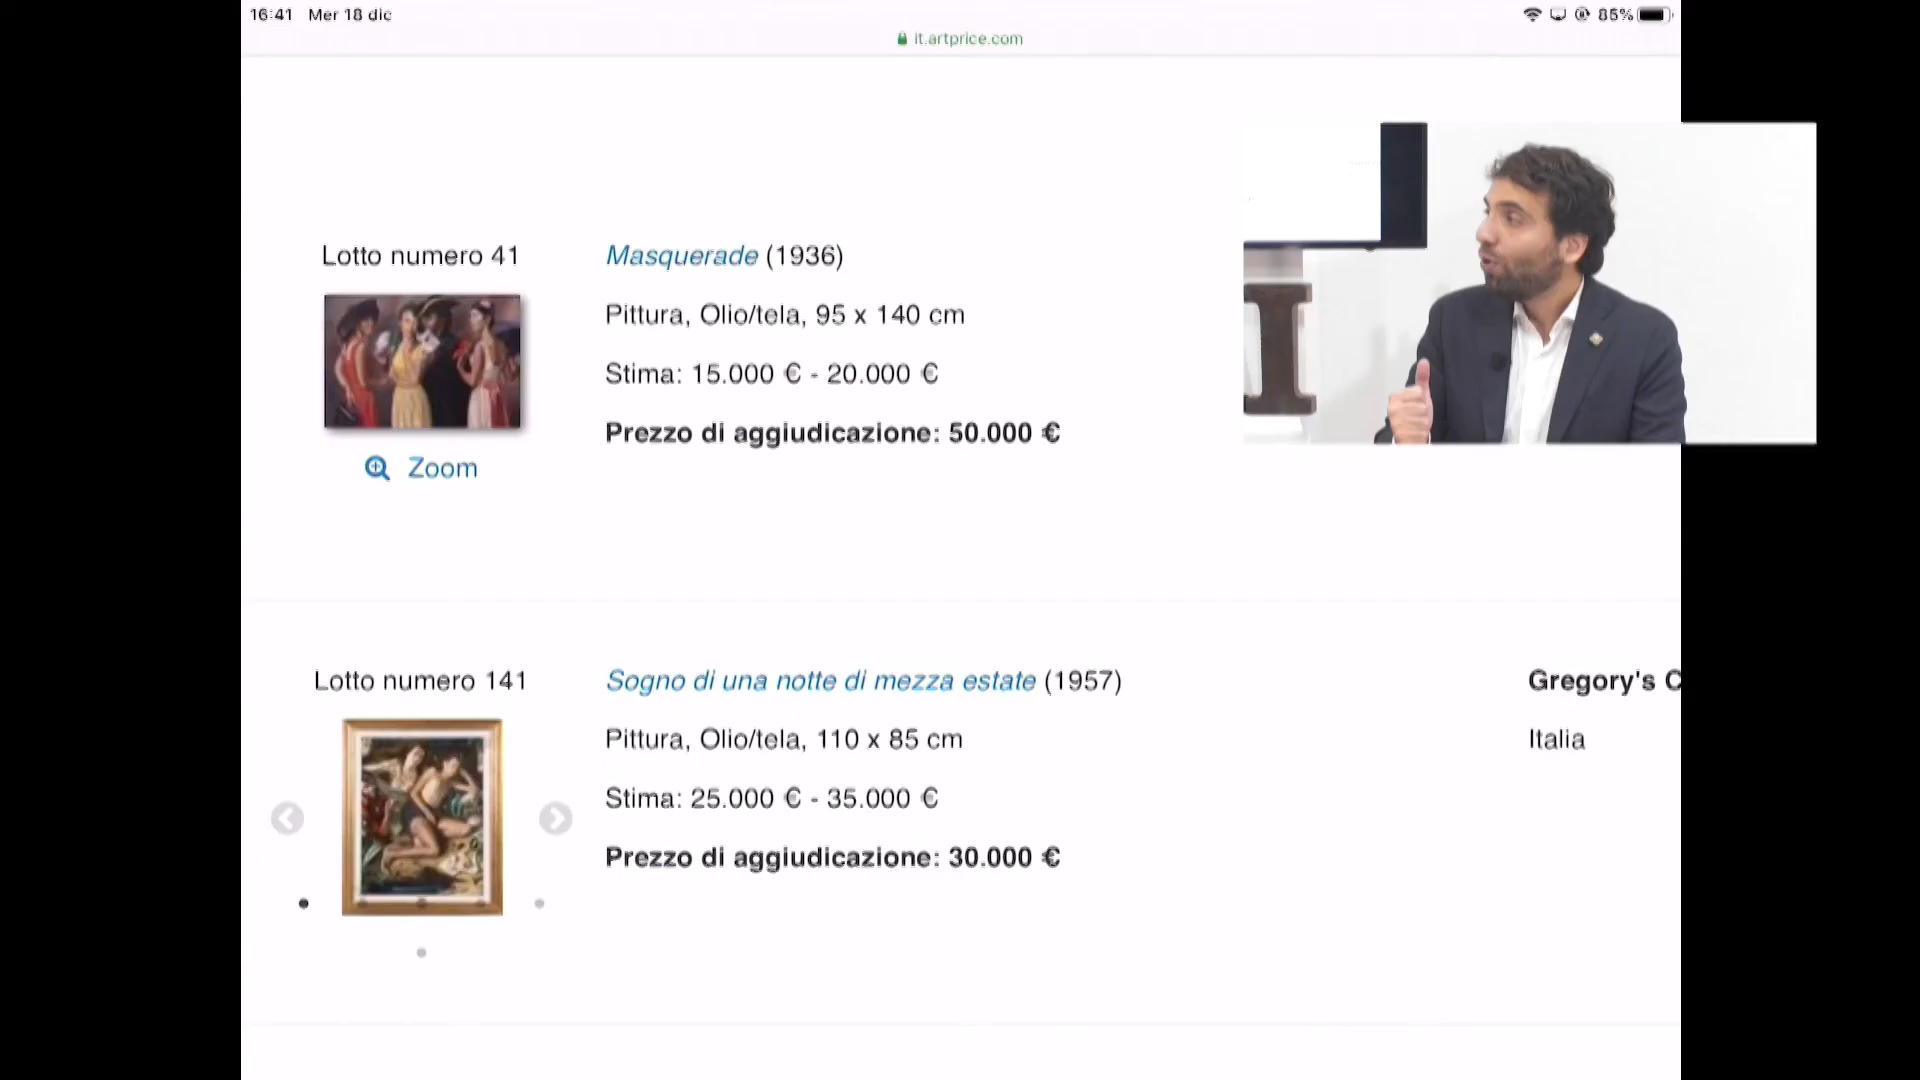 16:41 Mer 18 dic
85%
it.artprice.com
Lotto numero 41
Masquerade (1936)
Pittura, Olio/tela, 95 x 140 cm
Stima: 15.000 € - 20.000 €
Prezzo di aggiudicazione: 50.000 €
Zoom
Lotto numero 141
Sogno di una notte di mezza estate (1957)
Gregory's C
Pittura, Olio/tela, 110 x 85 cm
Italia
Stima: 25.000 € - 35.000 €
Prezzo di aggiudicazione: 30.000 €
I